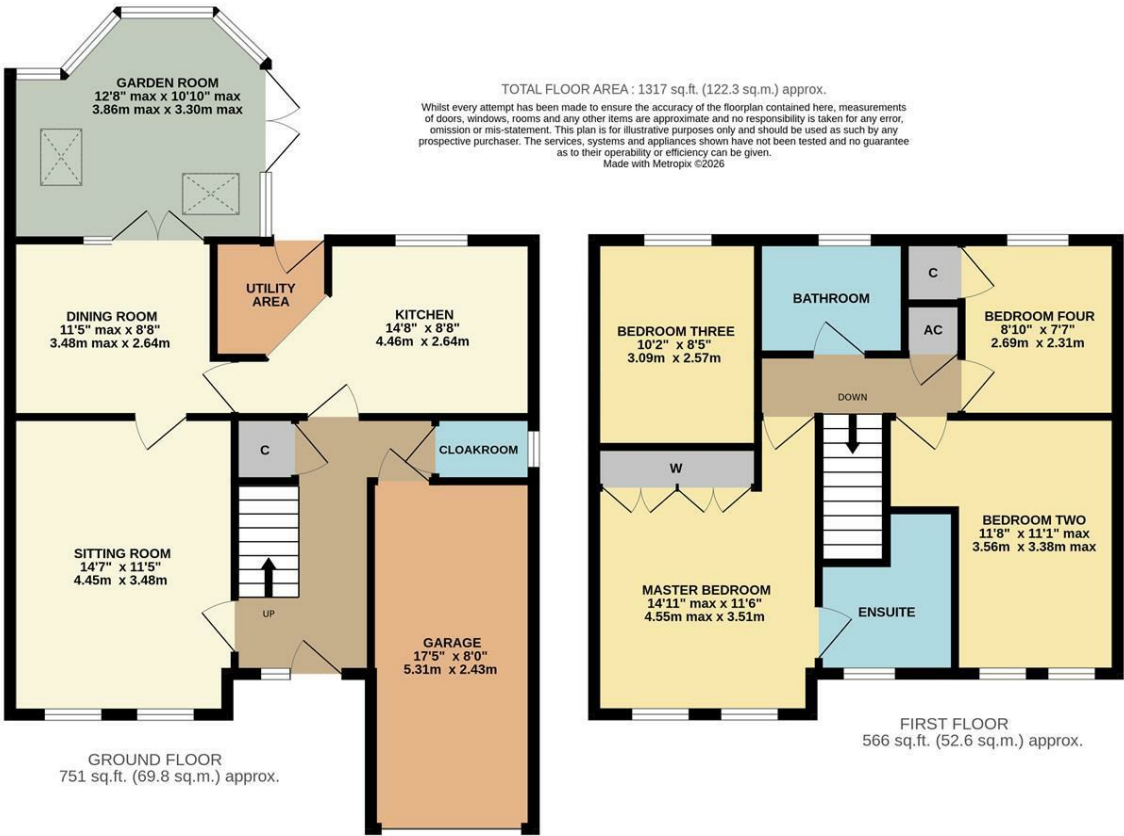 GARDEN ROOM
12'8" max x 10'10" max
3.86m max x 3.30m max
TOTAL FLOOR AREA : 1317 sq.ft. (122.3 sq.m.) approx.
Whilst every attempt has been made to ensure the accuracy of the floorplan contained here, measurements
of doors, windows, rooms and any other items are approximate and no responsibility is taken for any error,
omission or mis-statement. This plan is for illustrative purposes only and should be used as such by any
prospective purchaser. The services, systems and appliances shown have not been tested and no guarantee
as to their operability or efficiency can be given.
Made with Metropix ©2026
DINING ROOM
11'5" max x 8'8"
3.48m max x 2.64m
UTILITY
AREA
KITCHEN
14'8" x 8'8"
4.46m x 2.64m
C
CLOAKROOM
SITTING ROOM
14'7" x 11'5"
4.45m x 3.48m
UP
GARAGE
17'5" x 8'0"
5.31m x 2.43m
GROUND FLOOR
751 sq.ft. (69.8 sq.m.) approx.
BEDROOM THREE
10'2" x 8'5"
3.09m x 2.57m
BATHROOM
C
AC
BEDROOM FOUR
8'10" x 7'7"
2.69m x 2.31m
DOWN
W
MASTER BEDROOM
14'11" max x 11'6"
4.55m max x 3.51m
ENSUITE
BEDROOM TWO
11'8" x 11'1" max
3.56m x 3.38m max
FIRST FLOOR
566 sq.ft. (52.6 sq.m.) approx.